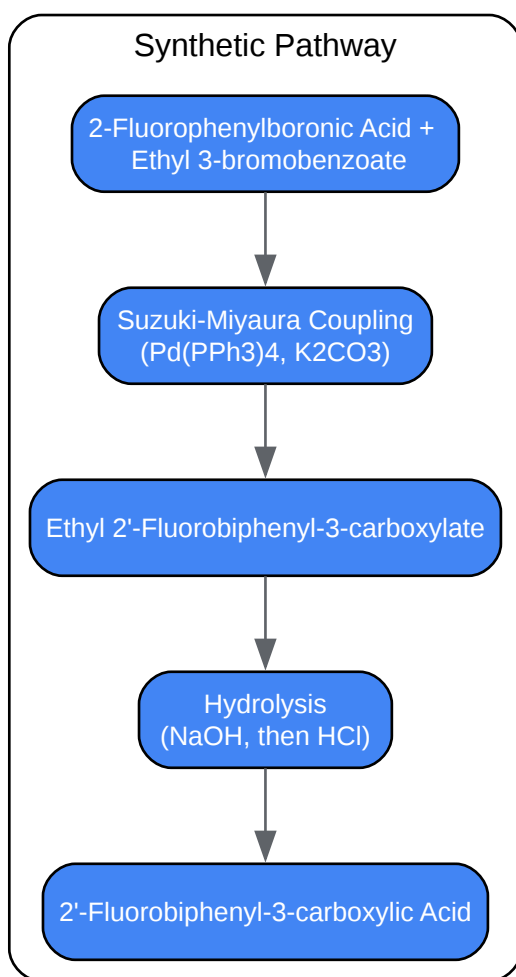 Synthetic Pathway
2-Fluorophenylboronic Acid +
Ethyl 3-bromobenzoate
Suzuki-Miyaura Coupling
(Pd(PPh3)4, K2CO3)
Ethyl 2'-Fluorobiphenyl-3-carboxylate
Hydrolysis
(NaOH, then HCl)
2'-Fluorobiphenyl-3-carboxylic Acid